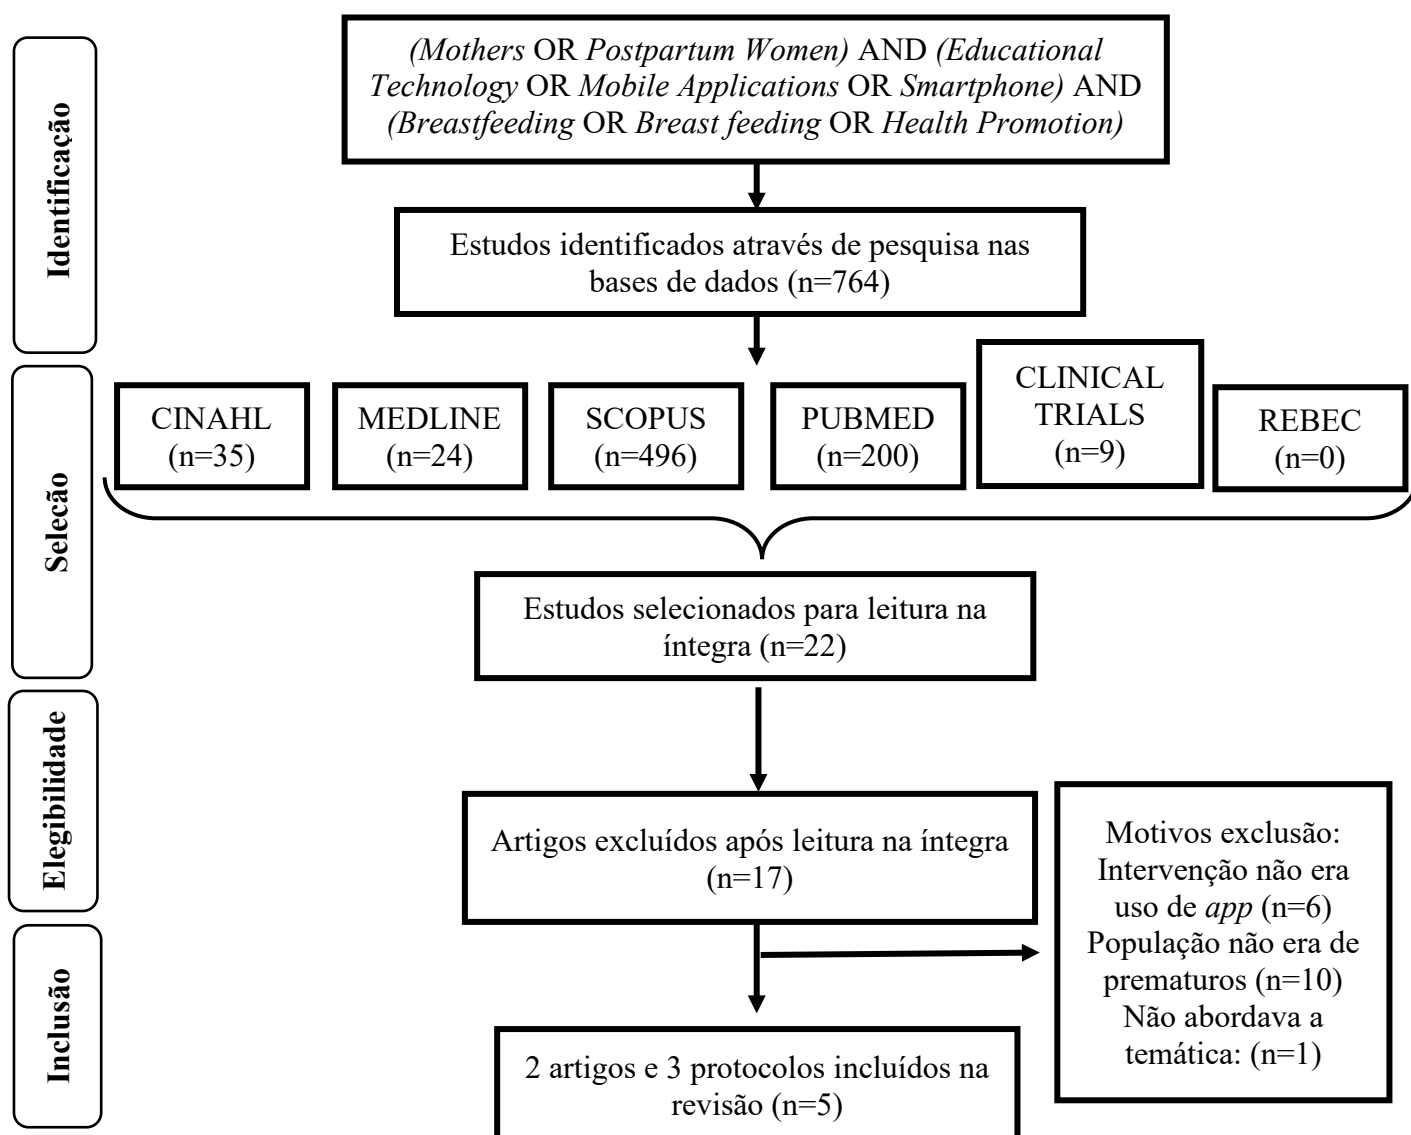 (Mothers OR Postpartum Women) AND (Educational
Technology OR Mobile Applications OR Smartphone) AND
(Breastfeeding OR Breast feeding OR Health Promotion)
Identificação
Estudos identificados através de pesquisa nas
bases de dados (n=764)
Selecão
CINAHL
(n=35)
MEDLINE
(n=24)
SCOPUS
(n=496)
PUBMED
(n=200)
CLINICAL
TRIALS
(n=9)
REBEC
(n=0)
Estudos selecionados para leitura na
íntegra (n=22)
Elegibilidade
Artigos excluídos após leitura na íntegra
(n=17)
Motivos exclusão:
Intervenção não era
uso de app (n=6)
População não era de
prematuros (n=10)
Não abordava a
temática: (n=1)
Inclusão
2 artigos e 3 protocolos incluídos na
revisão (n=5)